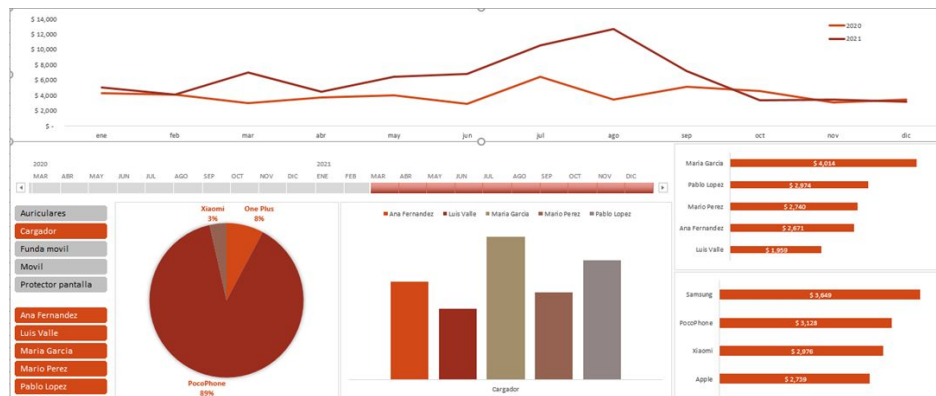 $ 14,000
$ 12,000
$ 10,000
$ 8,000
$ 6,000
$ 4,000
$ 2,000
$ -
2020
2021
ene feb mar abr may jun jul ago sep oct nov dic
2020 2021
MAR ABR MAY JUN JUL AGO SEP OCT NOV DIC ENE FEB MAR ABR MAY JUN JUL AGO SEP OCT NOV DIC
Auriculares
Cargador
Funda movil
Movil
Protector pantalla
Ana Fernandez
Luis Valle
Maria Garcia
Mario Perez
Pablo Lopez
Xiaomi
3%
One Plus
8%
PocoPhone
89%
Ana Fernandez Luis Valle Maria Garcia Mario Perez Pablo Lopez
Cargador
Maria Garcia $ 4,014
Pablo Lopez $ 2,974
Mario Perez $ 2,740
Ana Fernandez $ 2,671
Luis Valle $ 1,959
Samsung $ 3,649
PocoPhone $ 3,128
Xiaomi $ 2,976
Apple $ 2,739